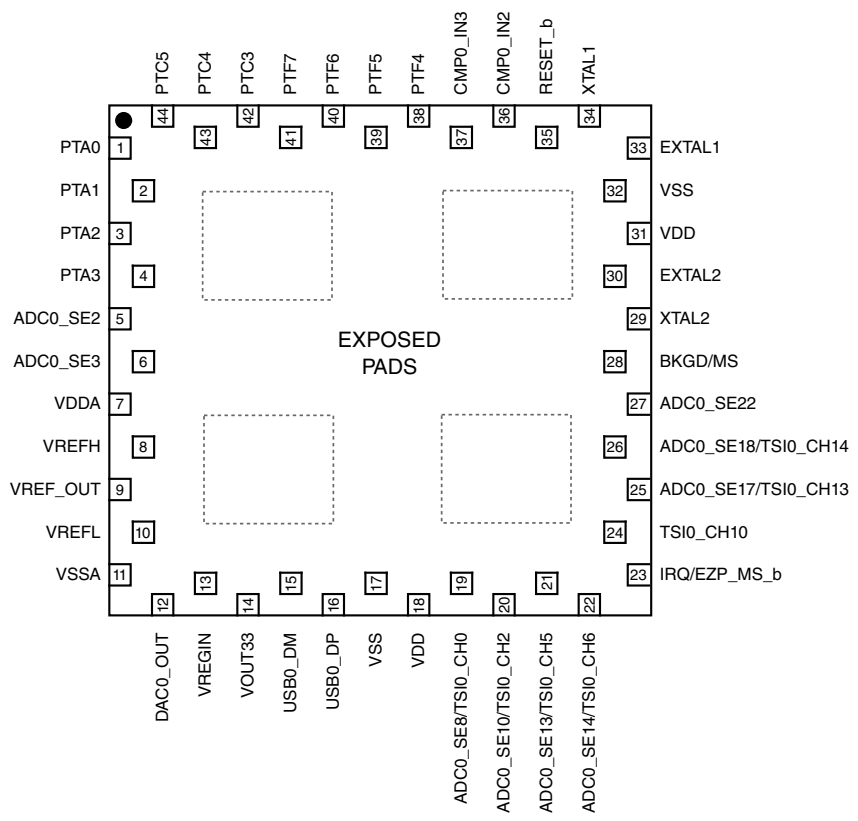 PTC5
PTC4
PTC3
PTF7
PTF6
PTF5
PTF4
CMP0_IN3
CMP0_IN2
RESET_b
XTAL1
44
43
42
41
40
39
38
37
36
35
34
PTA0 1
PTA1 2
PTA2 3
PTA3 4
ADC0_SE2 5
ADC0_SE3 6
VDDA 7
VREFH 8
VREF_OUT 9
VREFL 10
VSSA 11
33 EXTAL1
32 VSS
31 VDD
30 EXTAL2
29 XTAL2
28 BKGD/MS
27 ADC0_SE22
26 ADC0_SE18/TSI0_CH14
25 ADC0_SE17/TSI0_CH13
24 TSI0_CH10
23 IRQ/EZP_MS_b
EXPOSED
PADS
12
13
14
15
16
17
18
19
20
21
22
DAC0_OUT
VREGIN
VOUT33
USB0_DM
USB0_DP
VSS
VDD
ADC0_SE8/TSI0_CH0
ADC0_SE10/TSI0_CH2
ADC0_SE13/TSI0_CH5
ADC0_SE14/TSI0_CH6